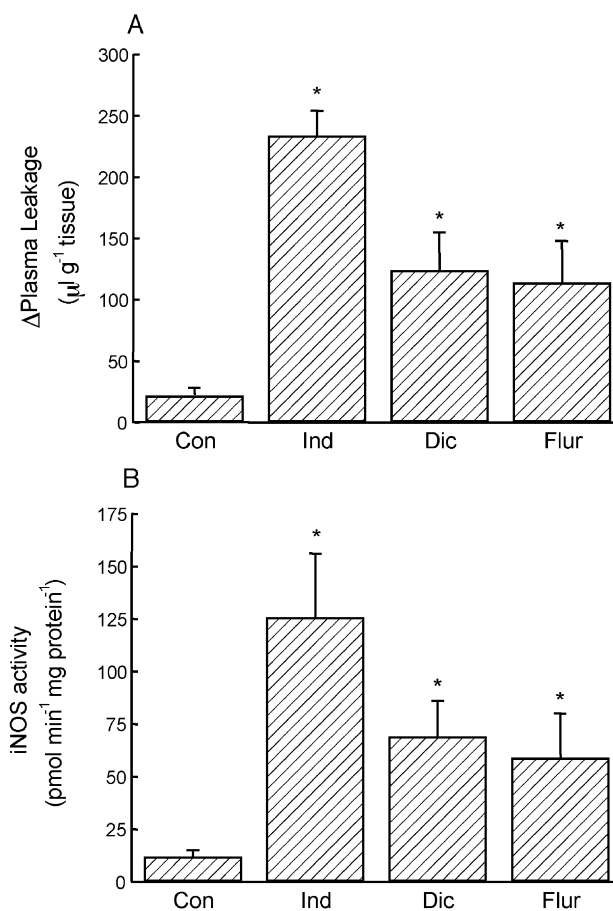 A
300
250
200
150
100
50
0
ΔPlasma Leakage
(μl g⁻¹ tissue)
*
*
*
Con Ind Dic Flur
B
175
150
125
100
75
50
25
0
iNOS activity
(pmol min⁻¹ mg protein⁻¹)
*
*
*
Con Ind Dic Flur